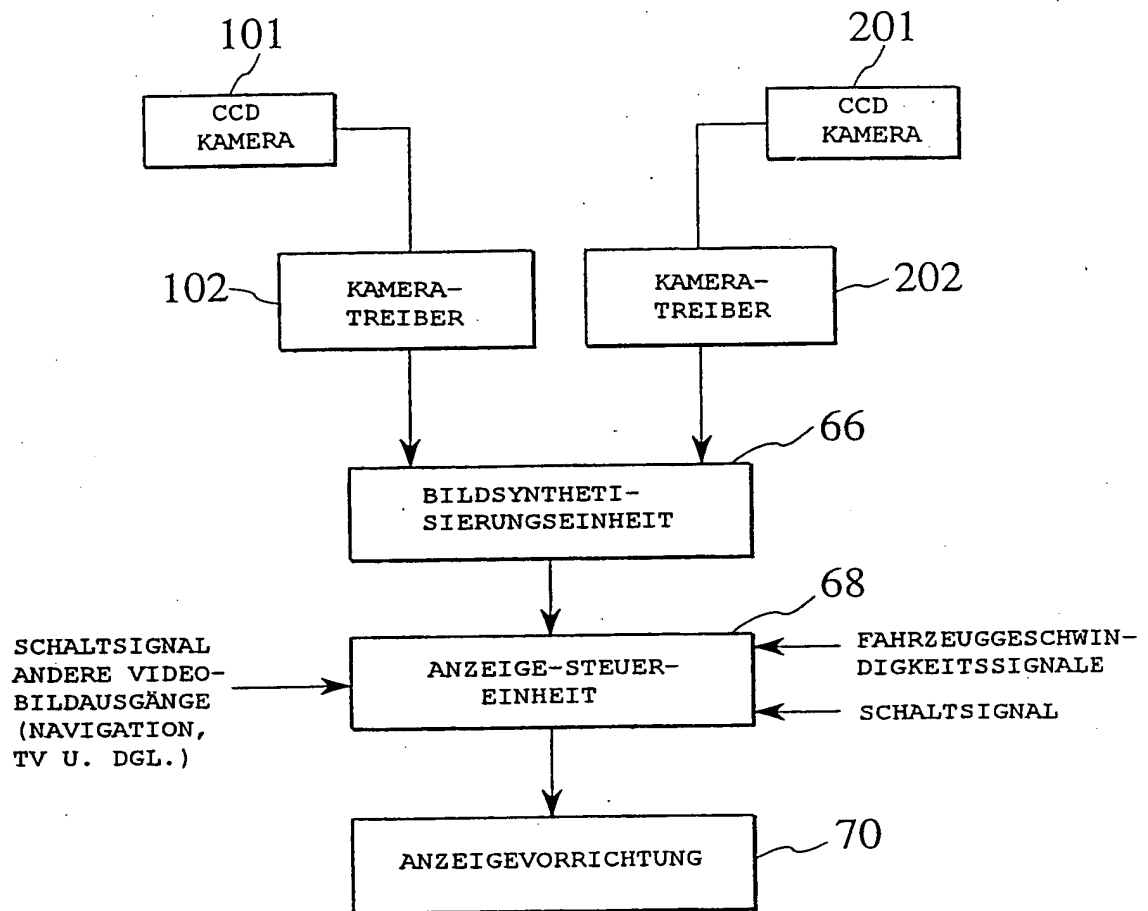 101
201
CCD
KAMERA
CCD
KAMERA
102
KAMERA-
TREIBER
KAMERA-
TREIBER
202
66
BILDSYNTHETI-
SIERUNGSEINHEIT
68
SCHALTSIGNAL
ANDERE VIDEO-
BILDAUSGÄNGE
(NAVIGATION,
TV U. DGL.)
ANZEIGE-STEUER-
EINHEIT
FAHRZEUGGESCHWIN-
DIGKEITSSIGNALE
SCHALTSIGNAL
ANZEIGEVORRICHTUNG
70